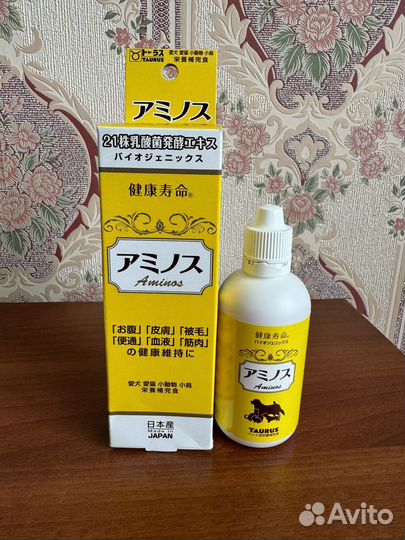 トーラス
TAURUS
愛犬 愛猫 小動物 小鳥
栄養補完食
アミノス
21株乳酸菌発酵エキス
バイオジェニックス
健康寿命®
アミノス
Aminos
「お腹」「皮膚」「被毛」
「便通」「血液」「筋肉」
の健康維持に
愛犬 愛猫 小動物 小鳥
栄養補完食
日本産
Made in
JAPAN
健康寿命®
バイオジェニックス
アミノス
Aminos
TAURUS
Avito